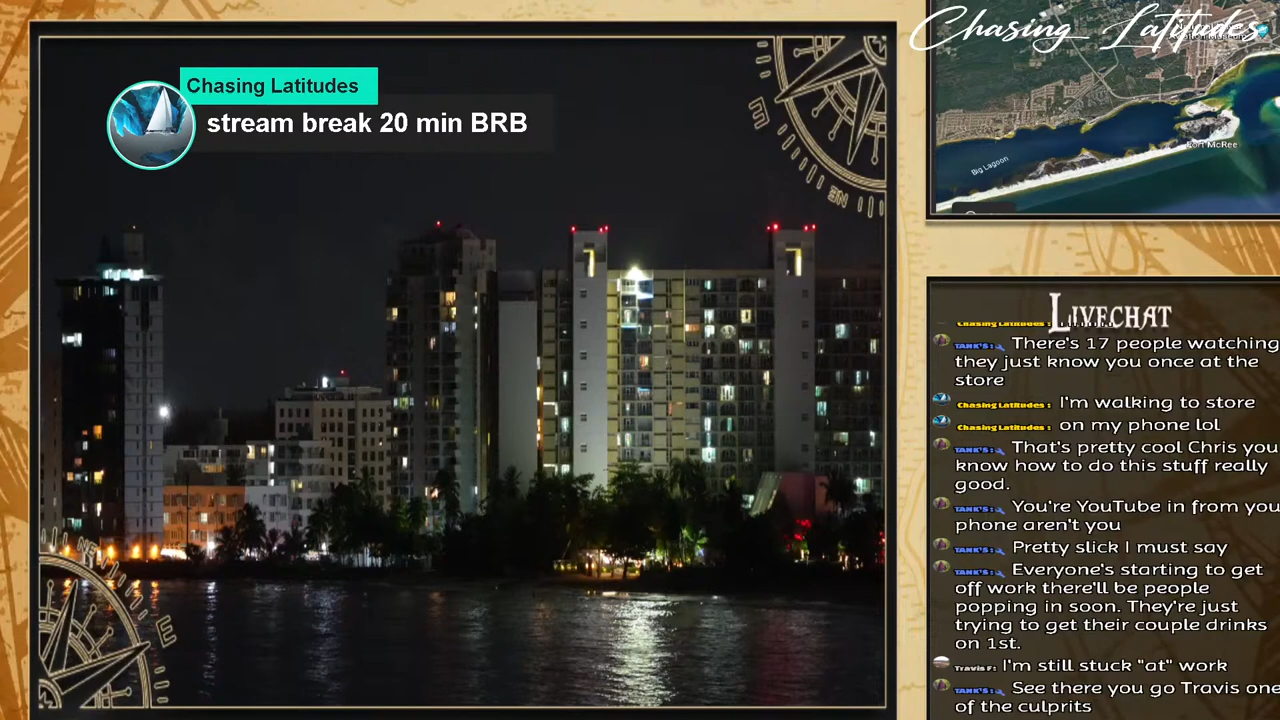 Chasing Latitudes
Chasing Latitudes
stream break 20 min BRB
Big Lagoon
Fort McRee
E
NE
NE
E
LIVECHAT
Chasing Latitudes :
TANK'S : There's 17 people watching
they just know you once at the
store
Chasing Latitudes : I'm walking to store
Chasing Latitudes : on my phone lol
TANK'S : That's pretty cool Chris you
know how to do this stuff really
good.
TANK'S : You're YouTube in from you
phone aren't you
TANK'S : Pretty slick I must say
TANK'S : Everyone's starting to get
off work there'll be people
popping in soon. They're just
trying to get their couple drinks
on 1st.
Travis F: I'm still stuck "at" work
TANK'S : See there you go Travis one
of the culprits